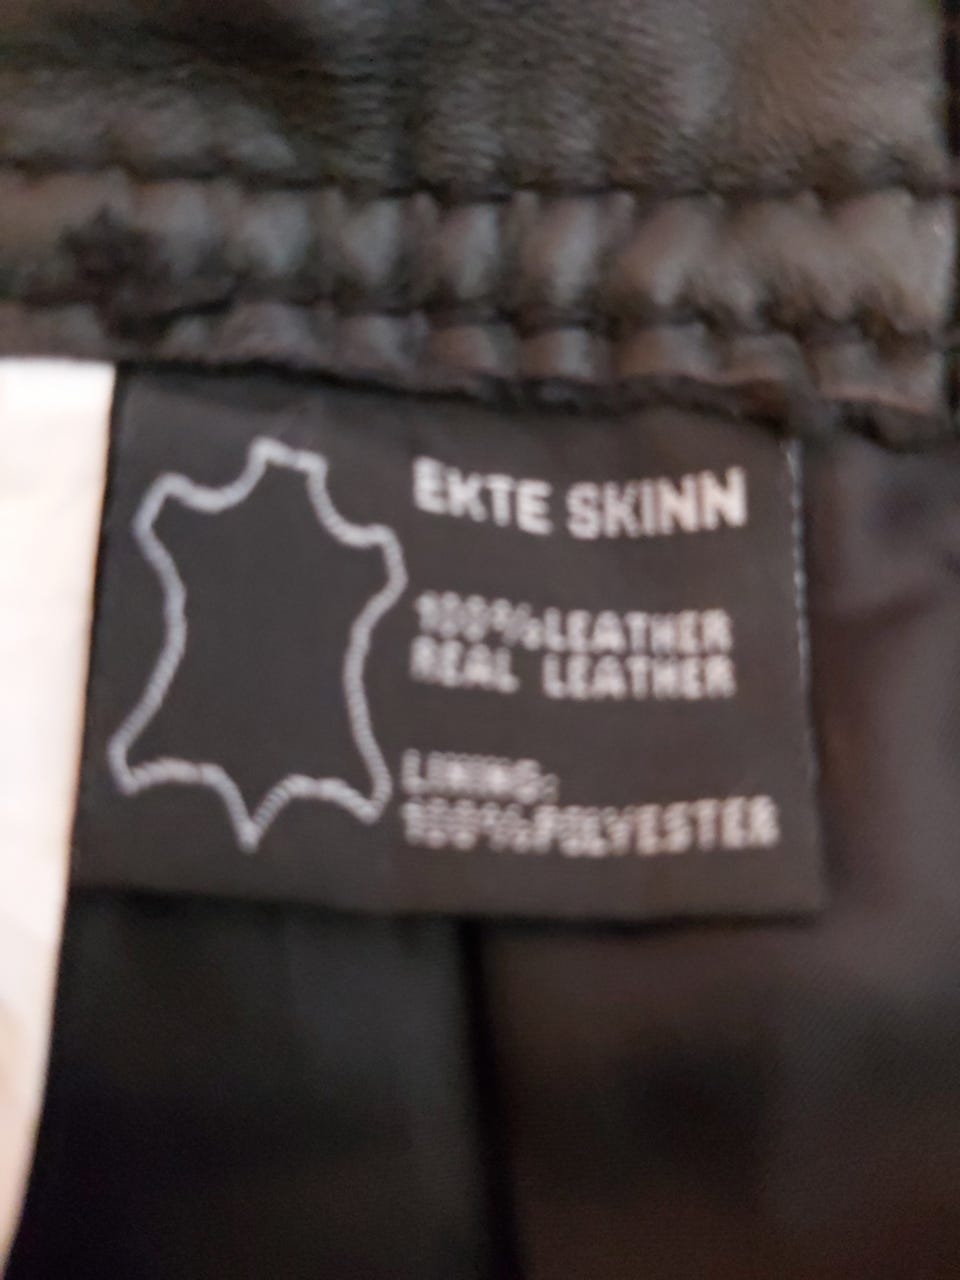 EKTE SKINN
100% LEATHER
REAL LEATHER
LINING:
100% POLYESTER